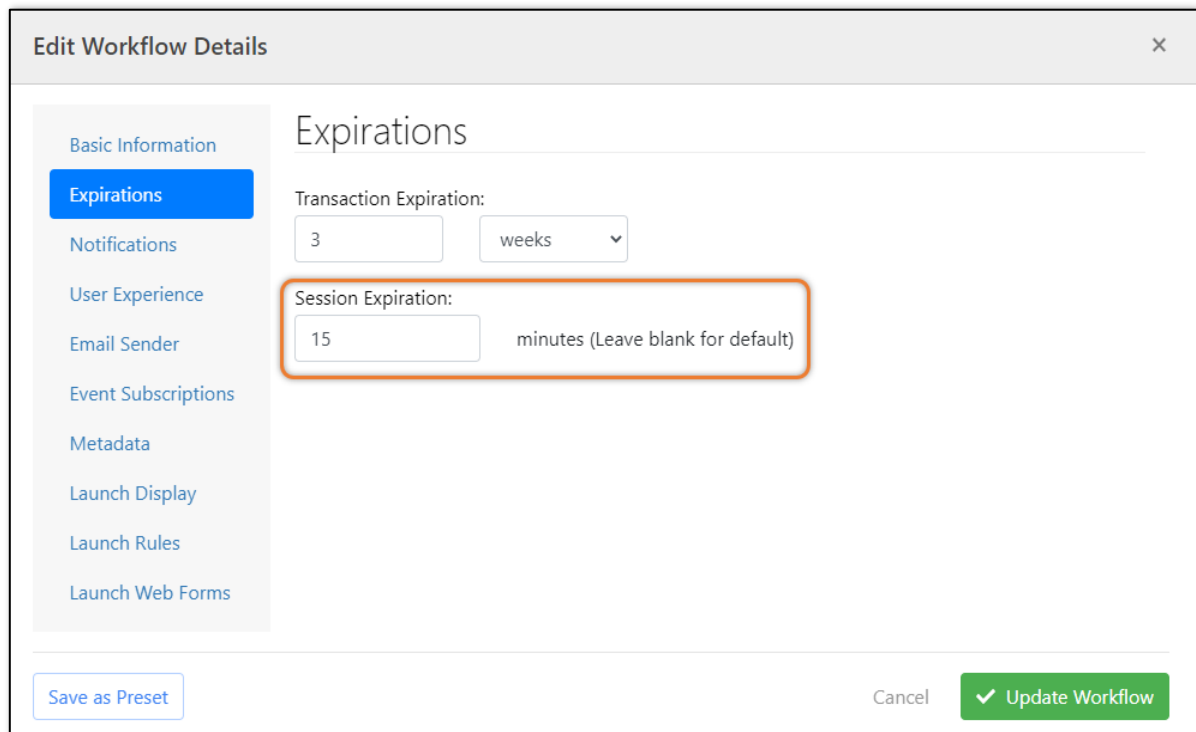 Edit Workflow Details
×
Basic Information
Expirations
Notifications
User Experience
Email Sender
Event Subscriptions
Metadata
Launch Display
Launch Rules
Launch Web Forms
Expirations
Transaction Expiration:
3 weeks
Session Expiration:
15 minutes (Leave blank for default)
Save as Preset
Cancel
Update Workflow